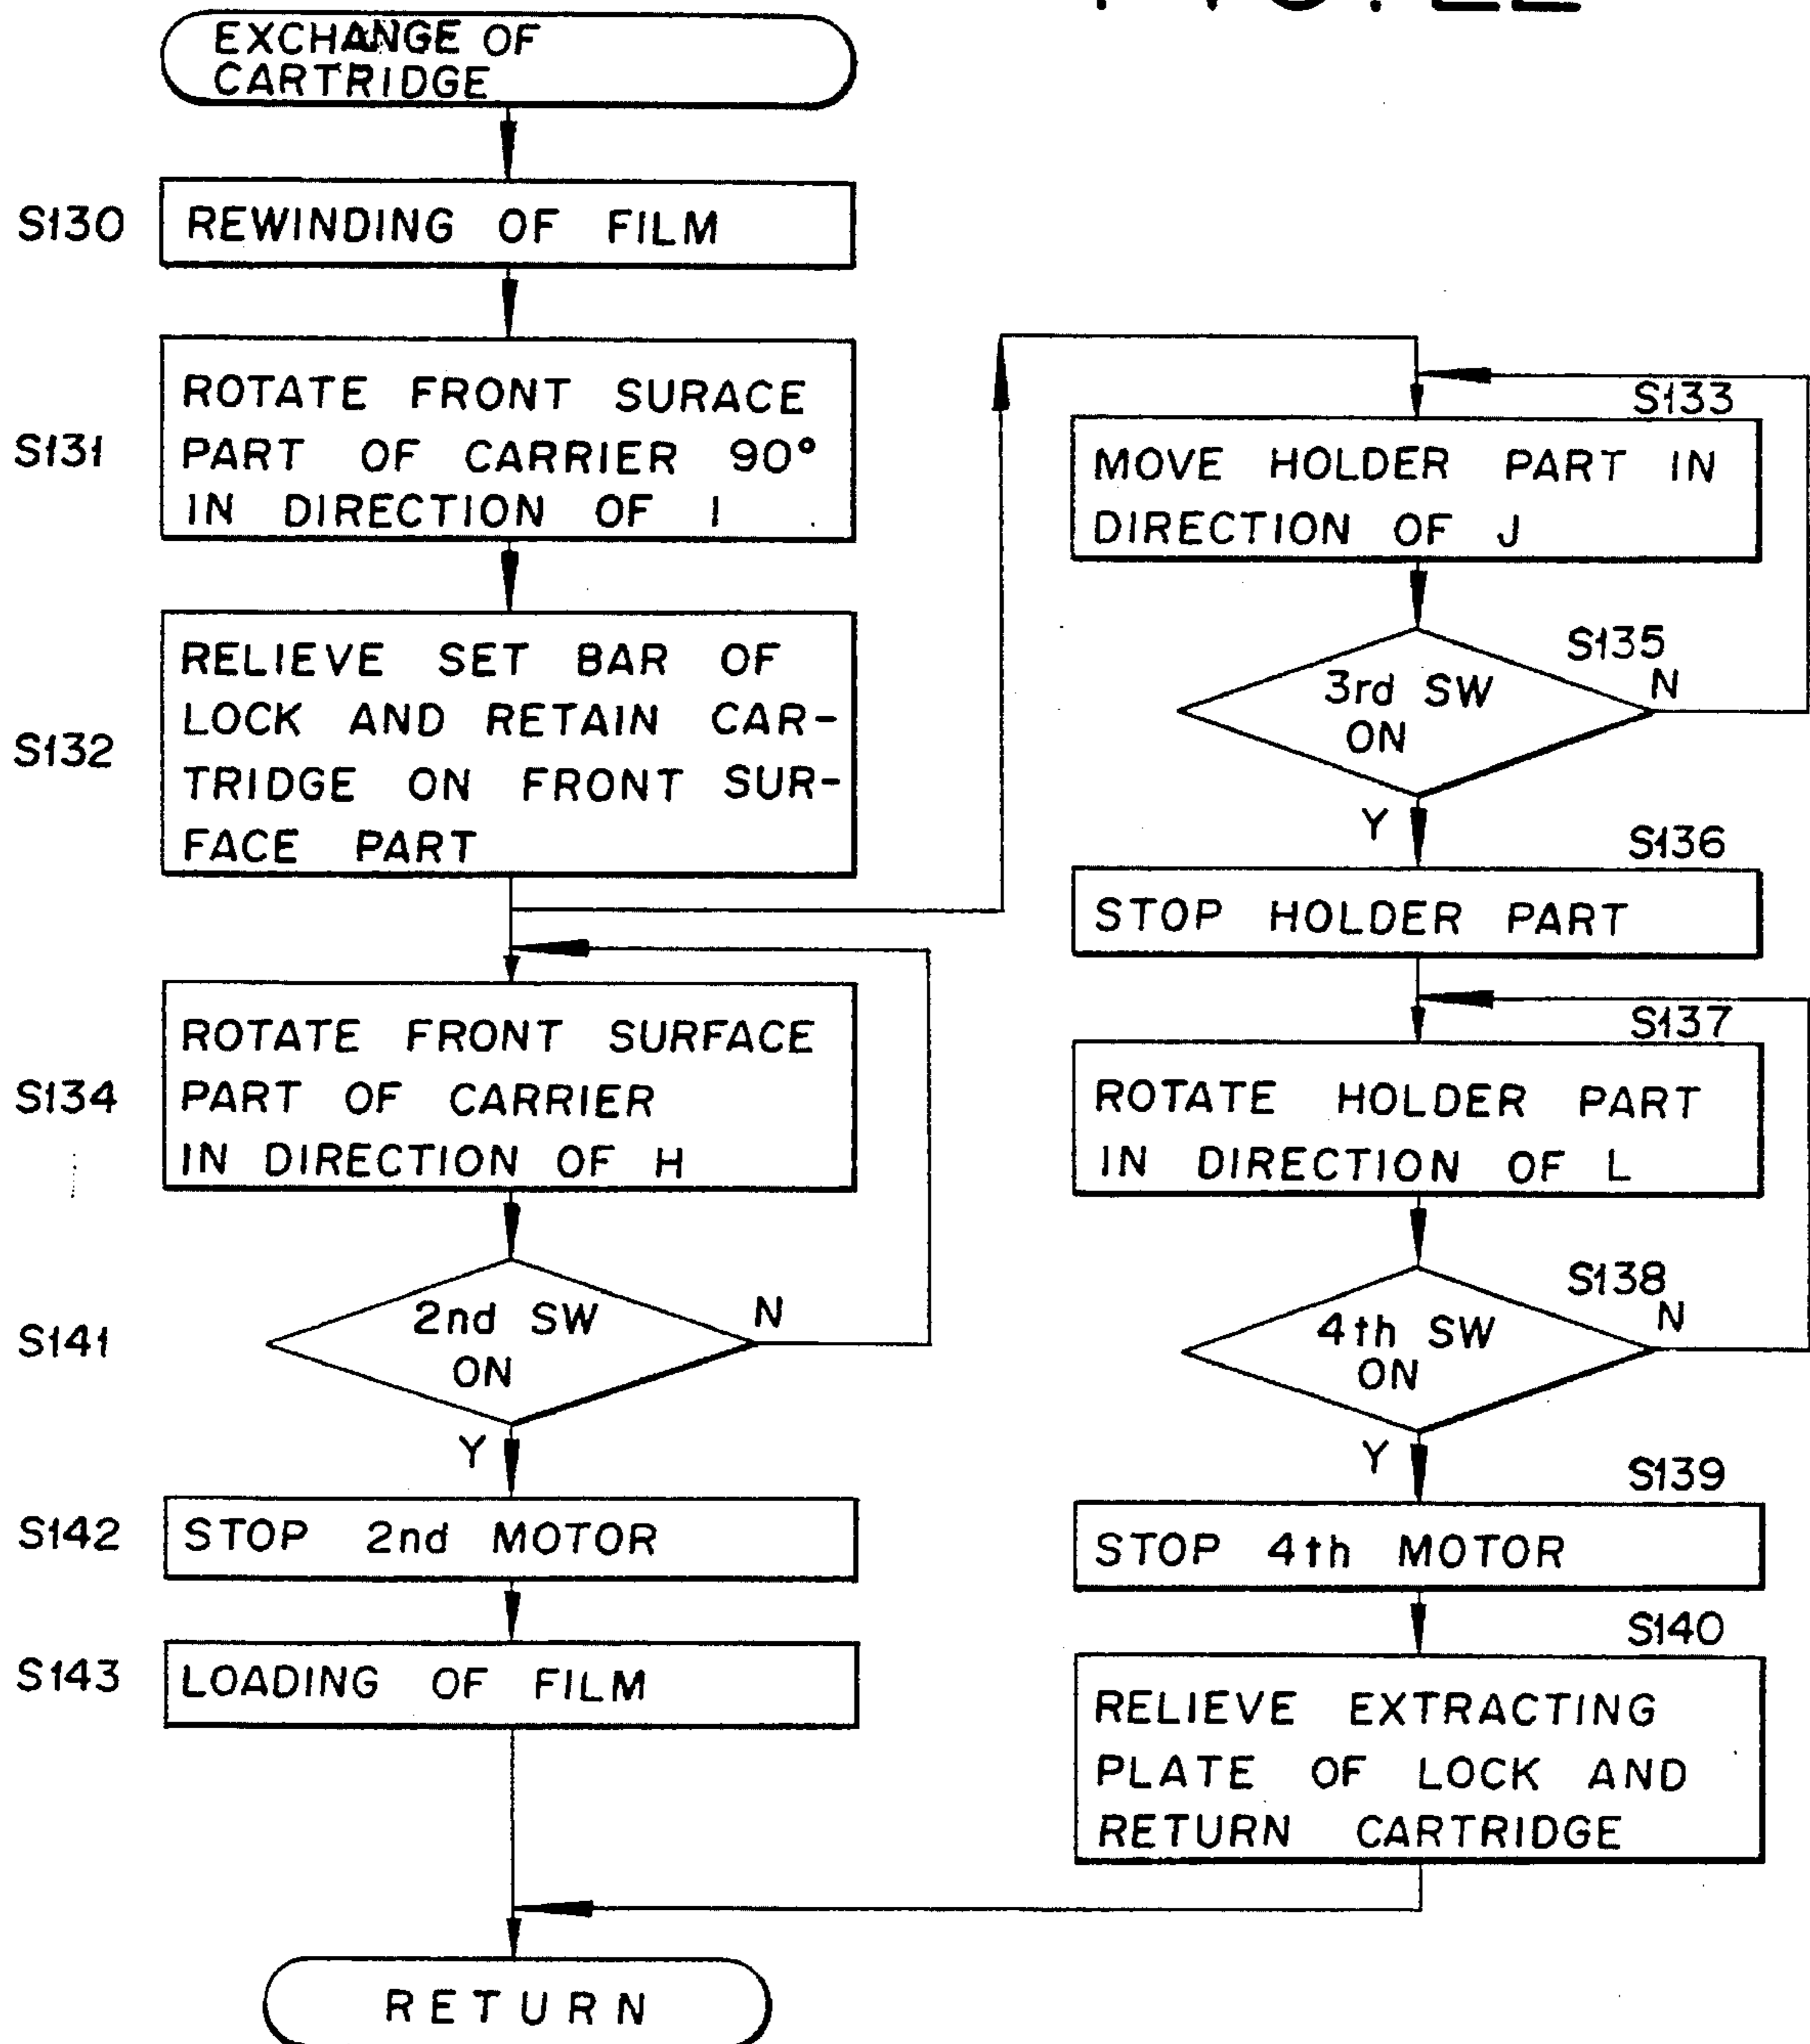 EXCHANGE OF
CARTRIDGE
S130
REWINDING OF FILM
S131
ROTATE FRONT SURACE
PART OF CARRIER 90°
IN DIRECTION OF I
S132
RELIEVE SET BAR OF
LOCK AND RETAIN CAR-
TRIDGE ON FRONT SUR-
FACE PART
S134
ROTATE FRONT SURFACE
PART OF CARRIER
IN DIRECTION OF H
S141
2nd SW
ON
N
Y
S142
STOP 2nd MOTOR
S143
LOADING OF FILM
S133
MOVE HOLDER PART IN
DIRECTION OF J
S135
3rd SW
ON
N
Y
S136
STOP HOLDER PART
S137
ROTATE HOLDER PART
IN DIRECTION OF L
S138
4th SW
ON
N
Y
S139
STOP 4th MOTOR
S140
RELIEVE EXTRACTING
PLATE OF LOCK AND
RETURN CARTRIDGE
RETURN